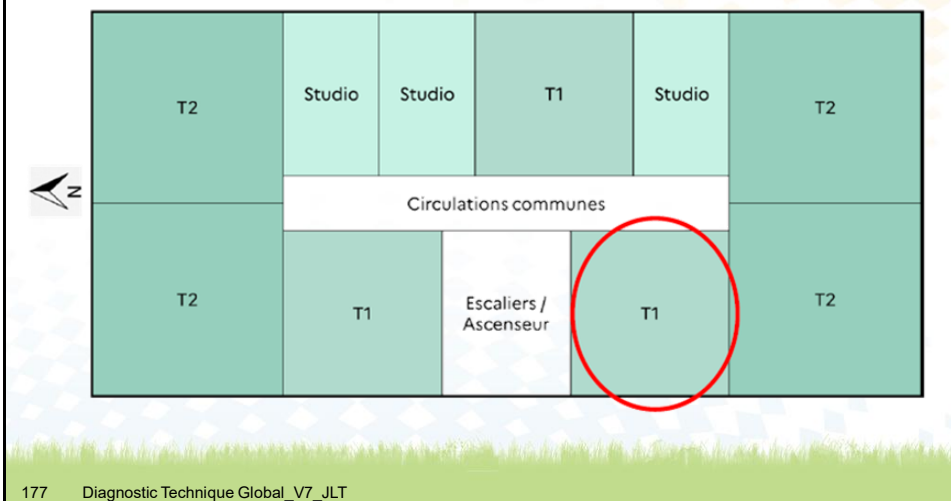 T2
Studio
Studio
T1
Studio
T2
N
Circulations communes
T2
T1
Escaliers /
Ascenseur
T1
T2
177 Diagnostic Technique Global_V7_JLT